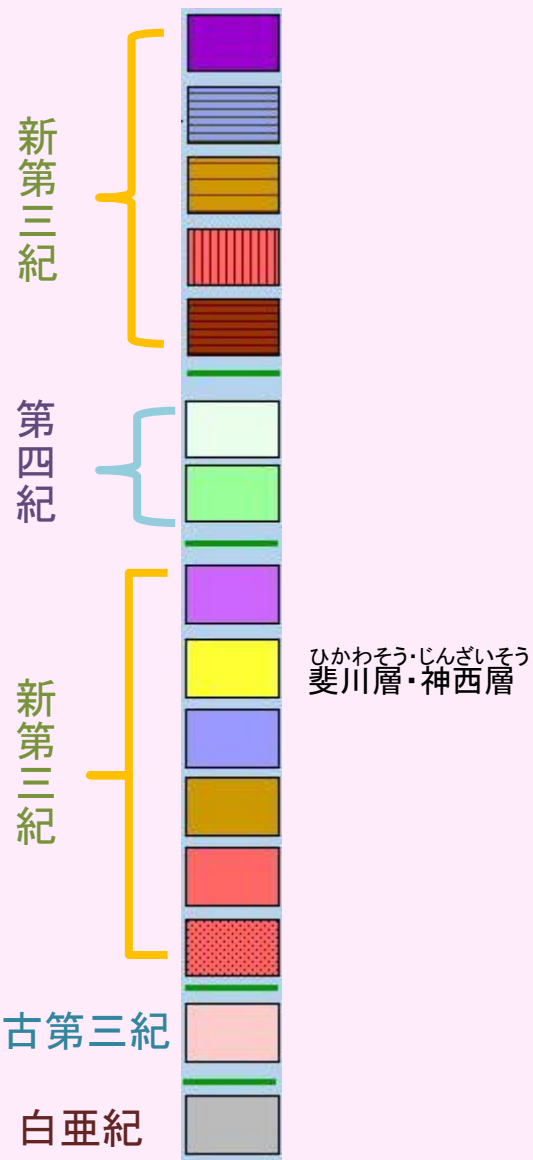 新第三紀
第四紀
ひかわそう・じんざいそう
斐川層・神西層
新第三紀
古第三紀
白亜紀